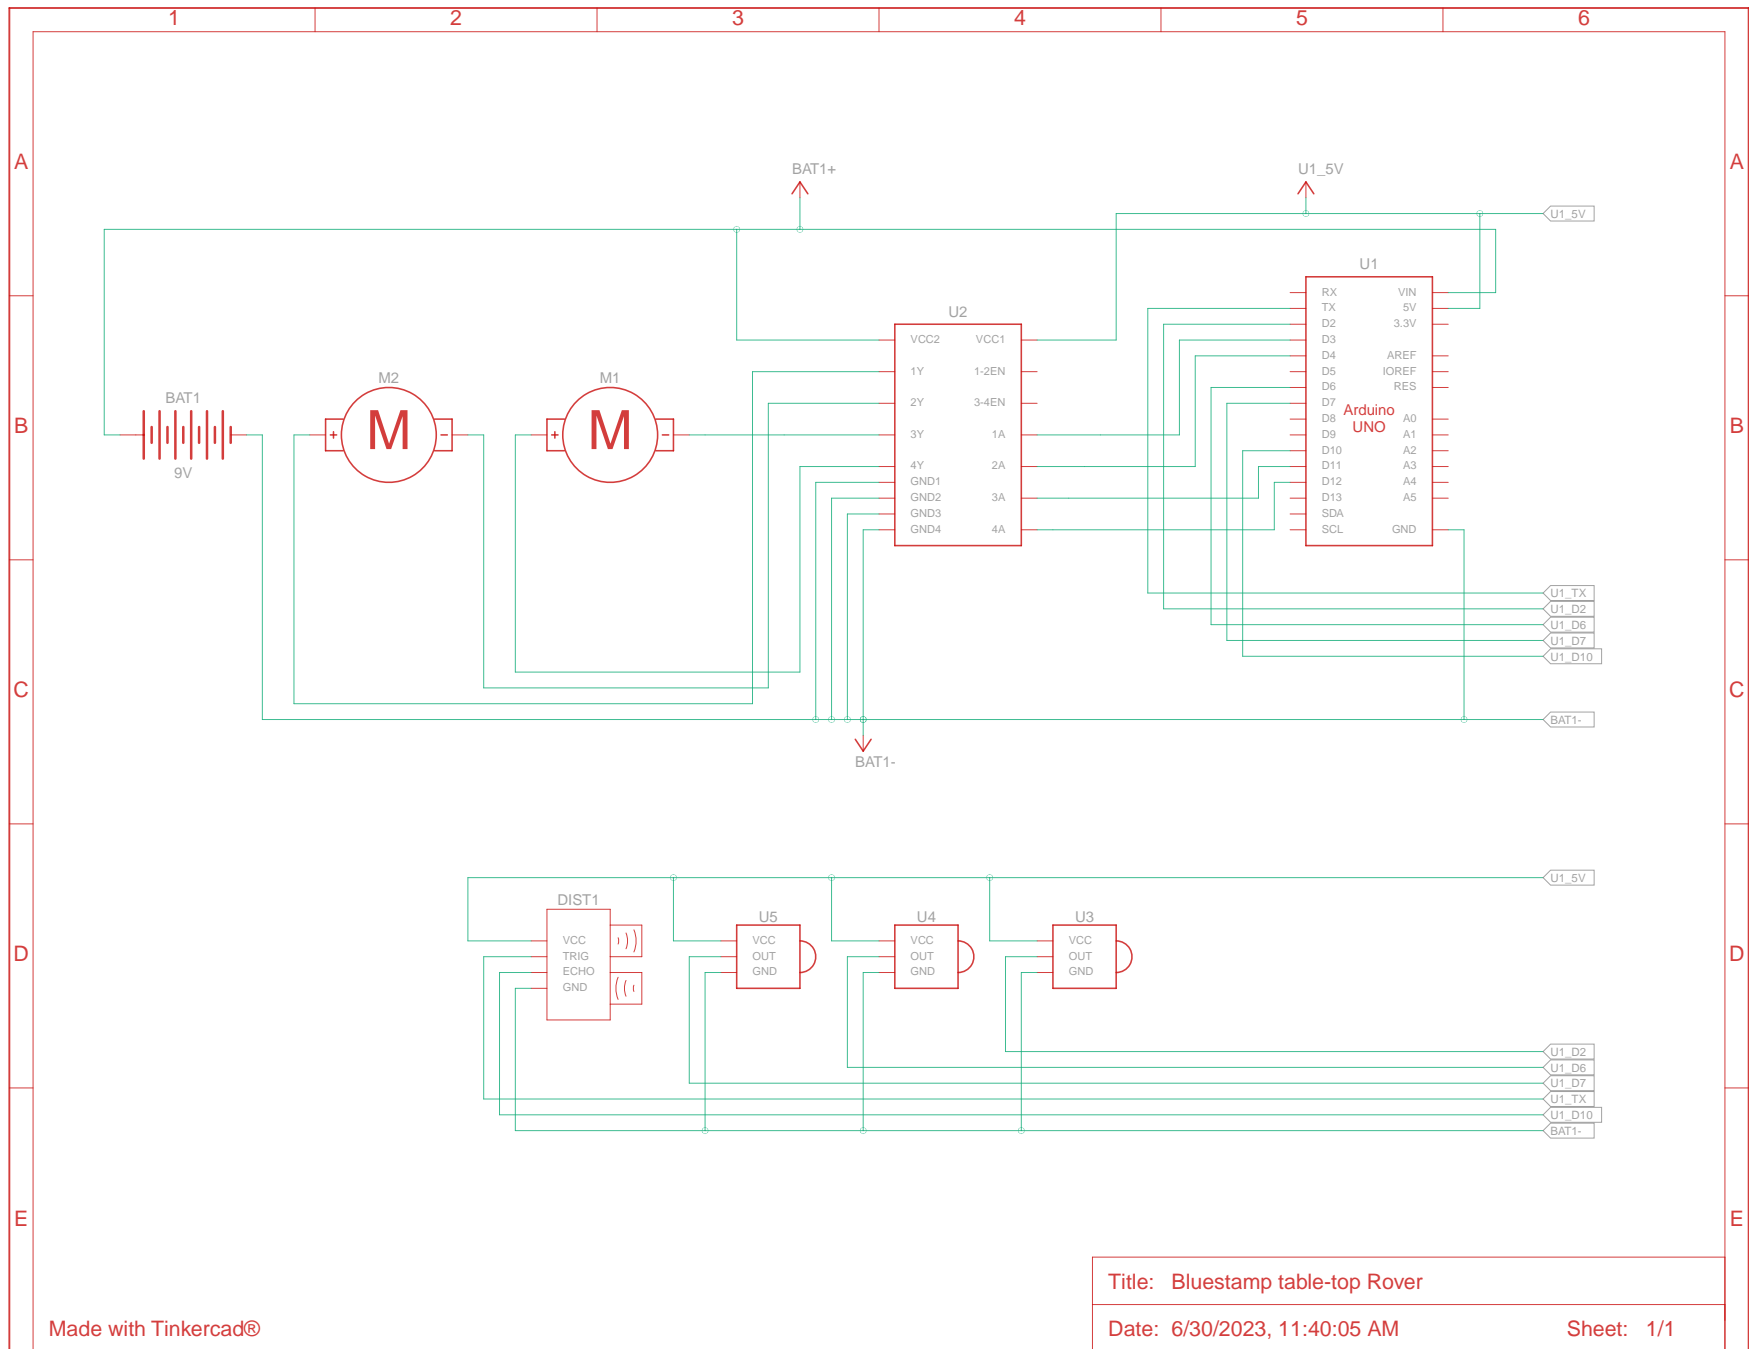 1 2 3 4 5 6
A A
BAT1+ U1_5V
U1_5V
U1
RX VIN
TX 5V
D2 3.3V
D3
D4 AREF
D5 IOREF
D6 RES
D7
D8 A0
D9 A1
D10 A2
D11 A3
D12 A4
D13 A5
SDA
SCL GND
Arduino
UNO
U2
VCC2 VCC1
1Y 1-2EN
2Y 3-4EN
3Y 1A
4Y 2A
GND1
GND2 3A
GND3
GND4 4A
M2 M1
M M
+ - + -
BAT1
9V
B B
U1_TX
U1_D2
U1_D6
U1_D7
U1_D10
C C
BAT1-
BAT1-
U1_5V
DIST1
VCC
TRIG
ECHO
GND
U5
VCC
OUT
GND
U4
VCC
OUT
GND
U3
VCC
OUT
GND
D D
U1_D2
U1_D6
U1_D7
U1_TX
U1_D10
BAT1-
E E
Title: Bluestamp table-top Rover
Made with Tinkercad®
Date: 6/30/2023, 11:40:05 AM Sheet: 1/1